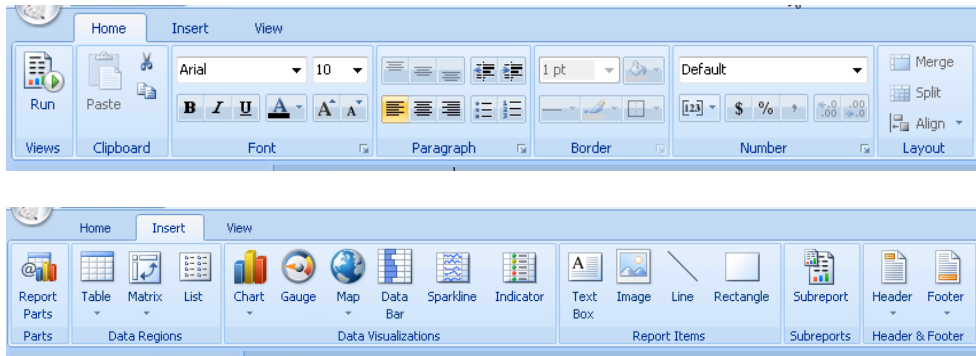 Home Insert View
Arial 10 1 pt Default Merge
Split
Run Paste B I U A A A $ % , Align
Views Clipboard Font Paragraph Border Number Layout
Home Insert View
Report Parts Table Matrix List Chart Gauge Map Data Bar Sparkline Indicator Text Box Image Line Rectangle Subreport Header Footer
Parts Data Regions Data Visualizations Report Items Subreports Header & Footer